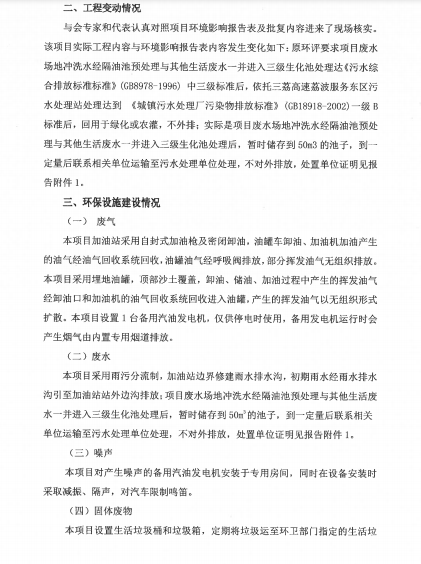 二、工程变动情况
与会专家和代表认真对照项目环境影响报告表及批复内容进来了现场核实。
该项目实际工程内容与环境影响报告表内容发生变化如下：原环评要求项目废水
场地冲洗水经隔油池预处理与其他生活废水一并进入三级生化池处理达《污水综
合排放标准标准》(GB8978-1996) 中三级标准后，依托三荔高速荔波服务东区污
水处理站处理达到 《城镇污水处理厂污染物排放标准》(GB18918-2002)一级 B
标准后，回用于绿化或农灌，不外排；实际是项目废水场地冲洗水经隔油池预处
理与其他生活废水一并进入三级生化池处理后，暂时储存到 50m3 的池子，到一
定量后联系相关单位运输至污水处理单位处理，不对外排放，处置单位证明见报
告附件 1。
三、环保设施建设情况
（一） 废气
本项目加油站采用自封式加油枪及密闭卸油，油罐车卸油、加油机加油产生
的油气经油气回收系统回收，油罐油气经呼吸阀排放，部分挥发油气无组织排放。
本项目采用埋地油罐，顶部沙土覆盖，卸油、储油、加油过程中产生的挥发油气
经卸油口和加油机的油气回收系统回收进入油罐，产生的挥发油气以无组织形式
扩散。本项目设置 1 台备用汽油发电机，仅供停电时使用，备用发电机运行时会
产生烟气由内置专用烟道排放。
（二）废水
本项目采用雨污分流制，加油站边界修建雨水排水沟，初期雨水经雨水排水
沟引至加油站站外边沟排放；项目废水场地冲洗水经隔油池预处理与其他生活废
水一并进入三级生化池处理后，暂时储存到 50m³的池子，到一定量后联系相关
单位运输至污水处理单位处理，不对外排放，处置单位证明见报告附件 1。
（三）噪声
本项目对产生噪声的备用汽油发电机安装于专用房间，同时在设备安装时
采取减振、隔声，对汽车限制鸣笛。
（四）固体废物
本项目设置生活垃圾桶和垃圾箱，定期将垃圾运至环卫部门指定的生活垃